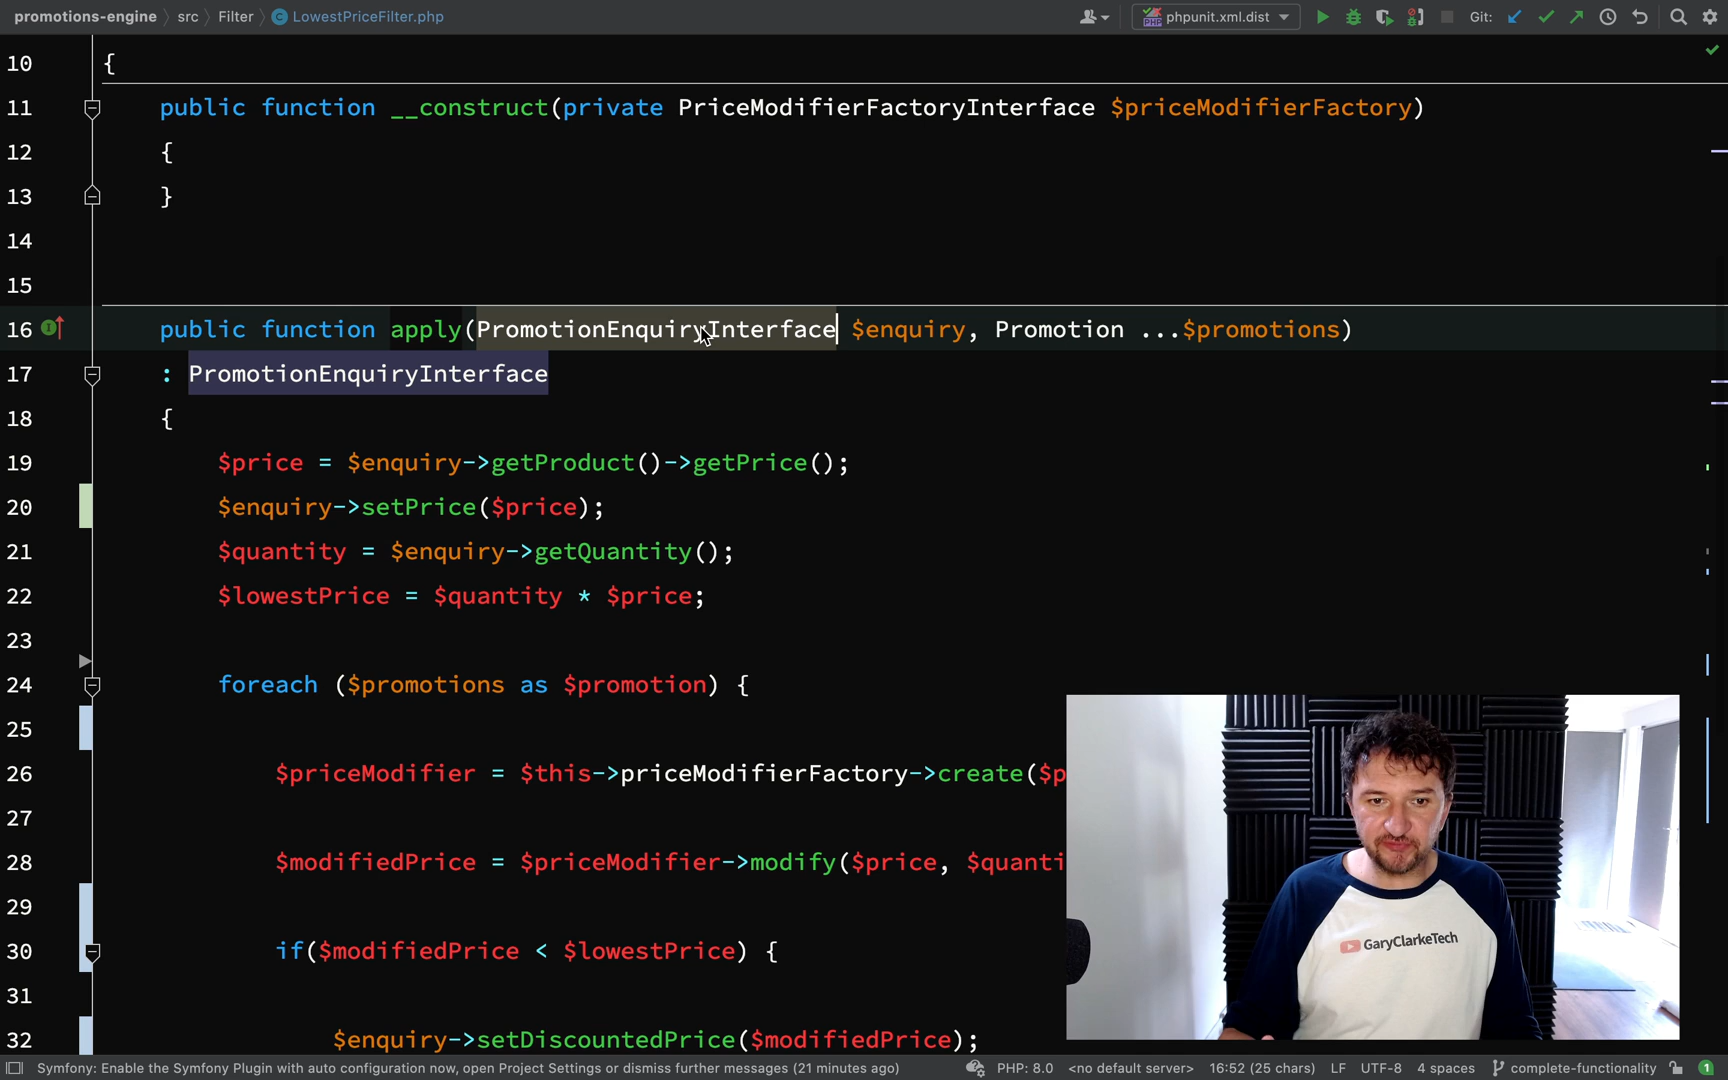 promotions-engine src Filter LowestPriceFilter.php phpunit.xml.dist Git:
10 {
11 public function __construct(private PriceModifierFactoryInterface $priceModifierFactory)
12 {
13 }
14
15
16 public function apply(PromotionEnquiryInterface $enquiry, Promotion ...$promotions)
17 : PromotionEnquiryInterface
18 {
19 $price = $enquiry->getProduct()->getPrice();
20 $enquiry->setPrice($price);
21 $quantity = $enquiry->getQuantity();
22 $lowestPrice = $quantity * $price;
23
24 foreach ($promotions as $promotion) {
25
26 $priceModifier = $this->priceModifierFactory->create($p
27
28 $modifiedPrice = $priceModifier->modify($price, $quanti
29
30 if($modifiedPrice < $lowestPrice) {
31
32 $enquiry->setDiscountedPrice($modifiedPrice);
GaryClarkeTech
Symfony: Enable the Symfony Plugin with auto configuration now, open Project Settings or dismiss further messages (21 minutes ago) PHP: 8.0 <no default server> 16:52 (25 chars) LF UTF-8 4 spaces complete-functionality 1